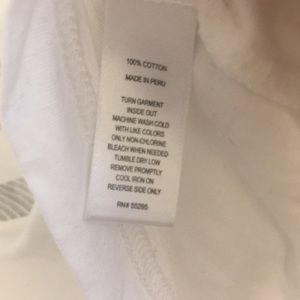 100% COTTON
MADE IN PERU
TURN GARMENT
INSIDE OUT
MACHINE WASH COLD
WITH LIKE COLORS
ONLY NON-CHLORINE
BLEACH WHEN NEEDED
TUMBLE DRY LOW
REMOVE PROMPTLY
COOL IRON ON
REVERSE SIDE ONLY
RN# 55285